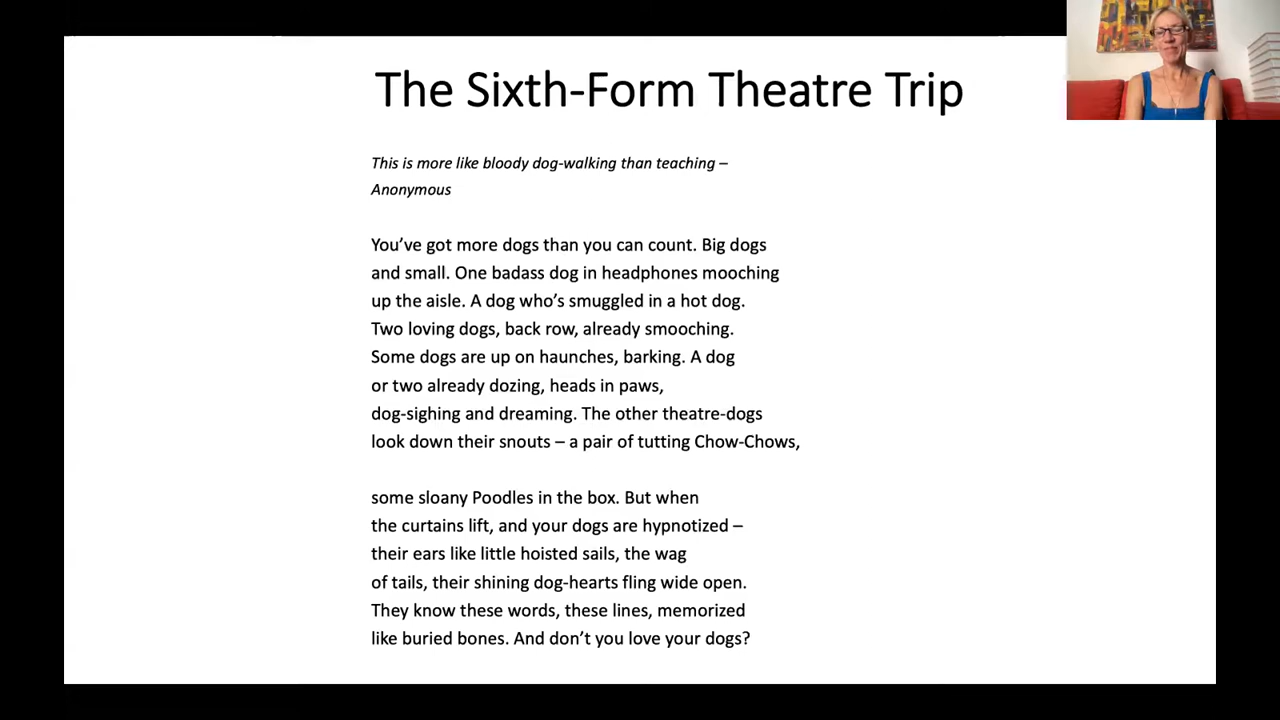 The Sixth-Form Theatre Trip
This is more like bloody dog-walking than teaching –
Anonymous
You’ve got more dogs than you can count. Big dogs
and small. One badass dog in headphones mooching
up the aisle. A dog who’s smuggled in a hot dog.
Two loving dogs, back row, already smooching.
Some dogs are up on haunches, barking. A dog
or two already dozing, heads in paws,
dog-sighing and dreaming. The other theatre-dogs
look down their snouts – a pair of tutting Chow-Chows,
some sloany Poodles in the box. But when
the curtains lift, and your dogs are hypnotized –
their ears like little hoisted sails, the wag
of tails, their shining dog-hearts fling wide open.
They know these words, these lines, memorized
like buried bones. And don’t you love your dogs?